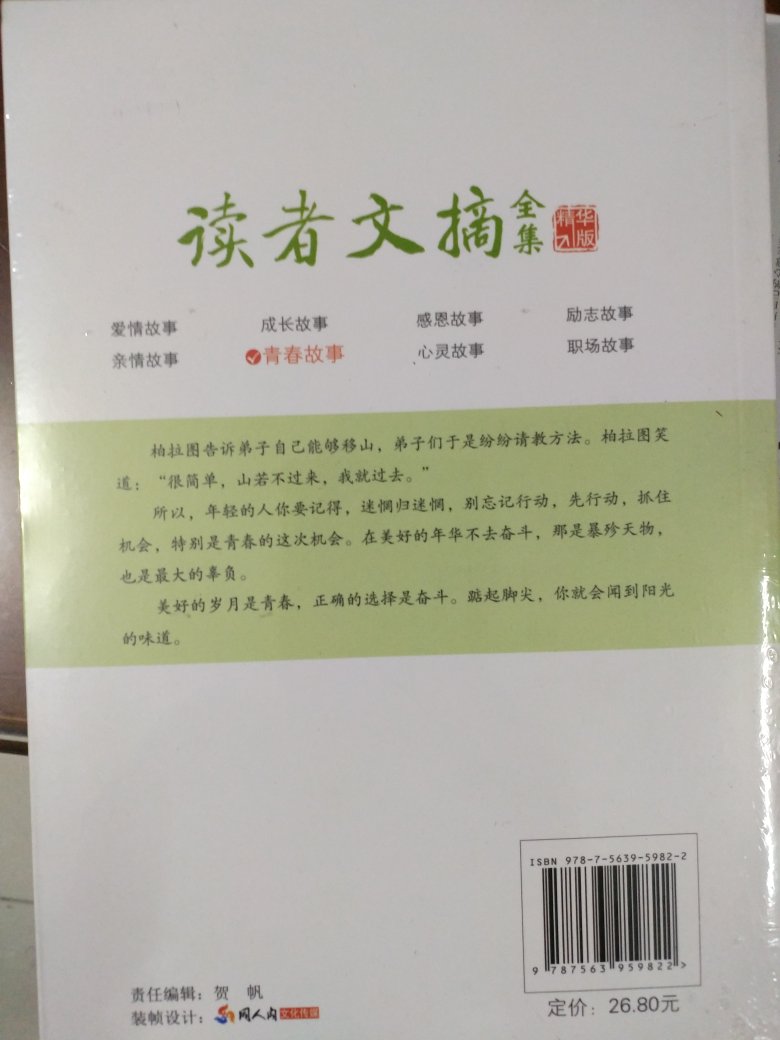 读者文摘全集 精华版
爱情故事 成长故事 感恩故事 励志故事
亲情故事 青春故事 心灵故事 职场故事
柏拉图告诉弟子自己能够移山，弟子们于是纷纷请教方法。柏拉图笑
道：“很简单，山若不过来，我就过去。”
所以，年轻的人你要记得，迷惘归迷惘，别忘记行动，先行动，抓住
机会，特别是青春的这次机会。在美好的年华不去奋斗，那是暴殄天物，
也是最大的辜负。
美好的岁月是青春，正确的选择是奋斗。踮起脚尖，你就会闻到阳光
的味道。
ISBN 978-7-5639-5982-2
9 787563 959822 >
定价：26.80元
责任编辑：贺 帆
装帧设计：同人内文化传媒